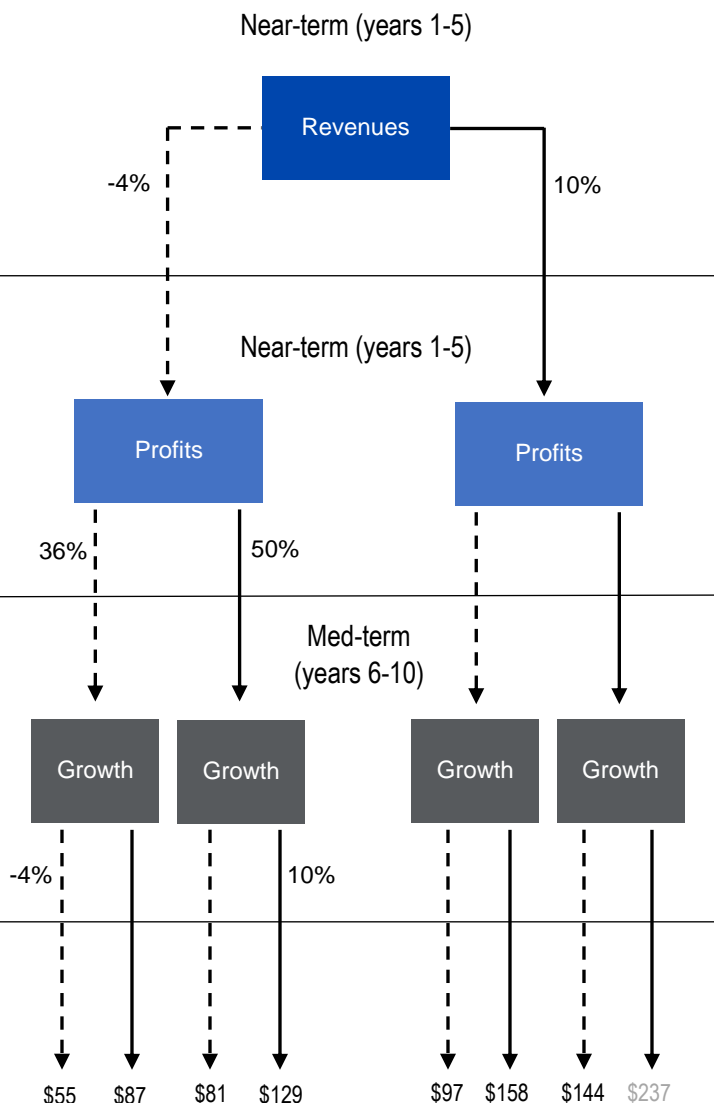 Near-term (years 1-5)
Revenues
-4%
10%
Near-term (years 1-5)
Profits
Profits
36%
50%
Med-term
(years 6-10)
Growth
Growth
Growth
Growth
-4%
10%
$55
$87
$81
$129
$97
$158
$144
$237